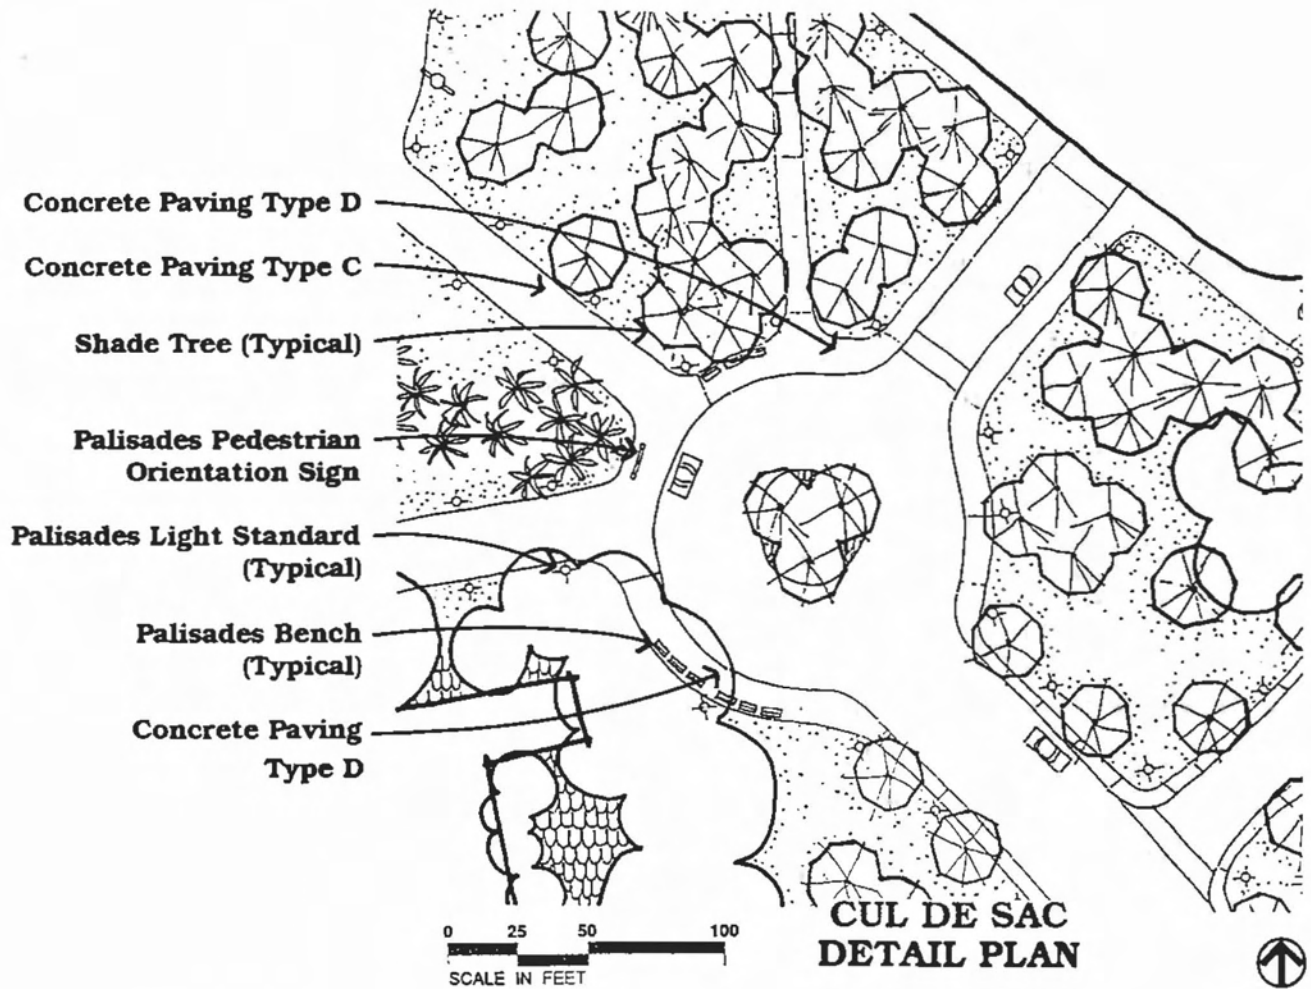 Concrete Paving Type D
Concrete Paving Type C
Shade Tree (Typical)
Palisades Pedestrian
Orientation Sign
Palisades Light Standard
(Typical)
Palisades Bench
(Typical)
Concrete Paving
Type D
0 25 50 100
SCALE IN FEET
CUL DE SAC
DETAIL PLAN